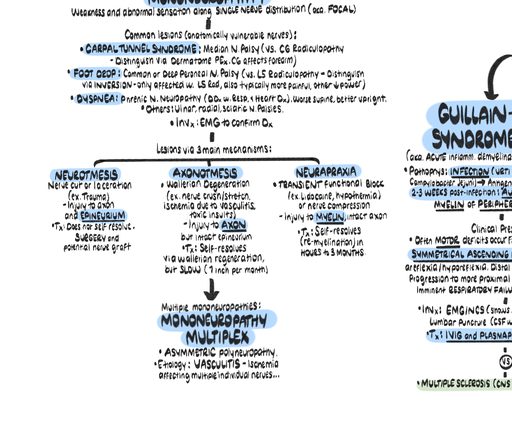 MONONEUROPATHY
Weakness and abnormal sensation along SINGLE NERVE distribution (aka. FOCAL)
Common lesions (anatomically vulnerable nerves):
• CARPAL TUNNEL SYNDROME: Median N. Palsy (vs. C6 Radiculopathy
- Distinguish via Dermatome PEx. C6 affects forearm)
• FOOT DROP: Common or Deep Peroneal N. Palsy (vs. L5 Radiculopathy - Distinguish
via INVERSION - only affected w. L5 Rad, also typically more painful, other ↓power)
• DYSPNEA: Phrenic N. Neuropathy (DDx w. Resp, + Heart Dx). Worse supine, better upright.
• Others: Ulnar, radial, sciatic N. Palsies.
• Invx: EMG to confirm Dx
Lesions via 3 main mechanisms:
NEUROTMESIS
Nerve cut or laceration
(ex. Trauma)
- Injury to axon
and EPINEURIUM
• Tx: Does not self resolve.
SURGERY and
potential nerve graft
AXONOTMESIS
• Wallerian Degeneration
(ex. nerve crush/stretch,
ischemia due to vasculitis,
toxic insults)
- Injury to AXON
but intact epineurium
• Tx: Self-resolves
via wallerian regeneration,
but SLOW (1 inch per month)
NEURAPRAXIA
• TRANSIENT Functional Block
(ex. Lidocaine, hypothermia)
or nerve compression
- Injury to MYELIN, intact axon
• Tx: Self-resolves
(re-myelination) in
HOURS to 3 MONTHS
Multiple mononeuropathies:
MONONEUROPATHY
MULTIPLEX
• ASYMMETRIC polyneuropathy.
• Etiology: VASCULITIS - Ischemia
affecting multiple individual nerves...
GUILLAIN-
SYNDROME
(aka. ACUTE Inflamm. demyelina
• Pathophys: INFECTION (URTI
Campylobacter Jejuni) → Antigen
2-3 WEEKS post-infection: AU
MYELIN of PERIPHE
Clinical Pres
• Often MOTOR deficits occur f
SYMMETRICAL ASCENDING
areflexia/hyporeflexia. Distal
Progression to more proximal
Imminent RESPIRATORY FAILU
• Invx: EMG/NCS (shows
Lumbar Puncture (CSF w
• Tx: IVIG and PLASMAP
VS
• MULTIPLE SCLEROSIS (CNS